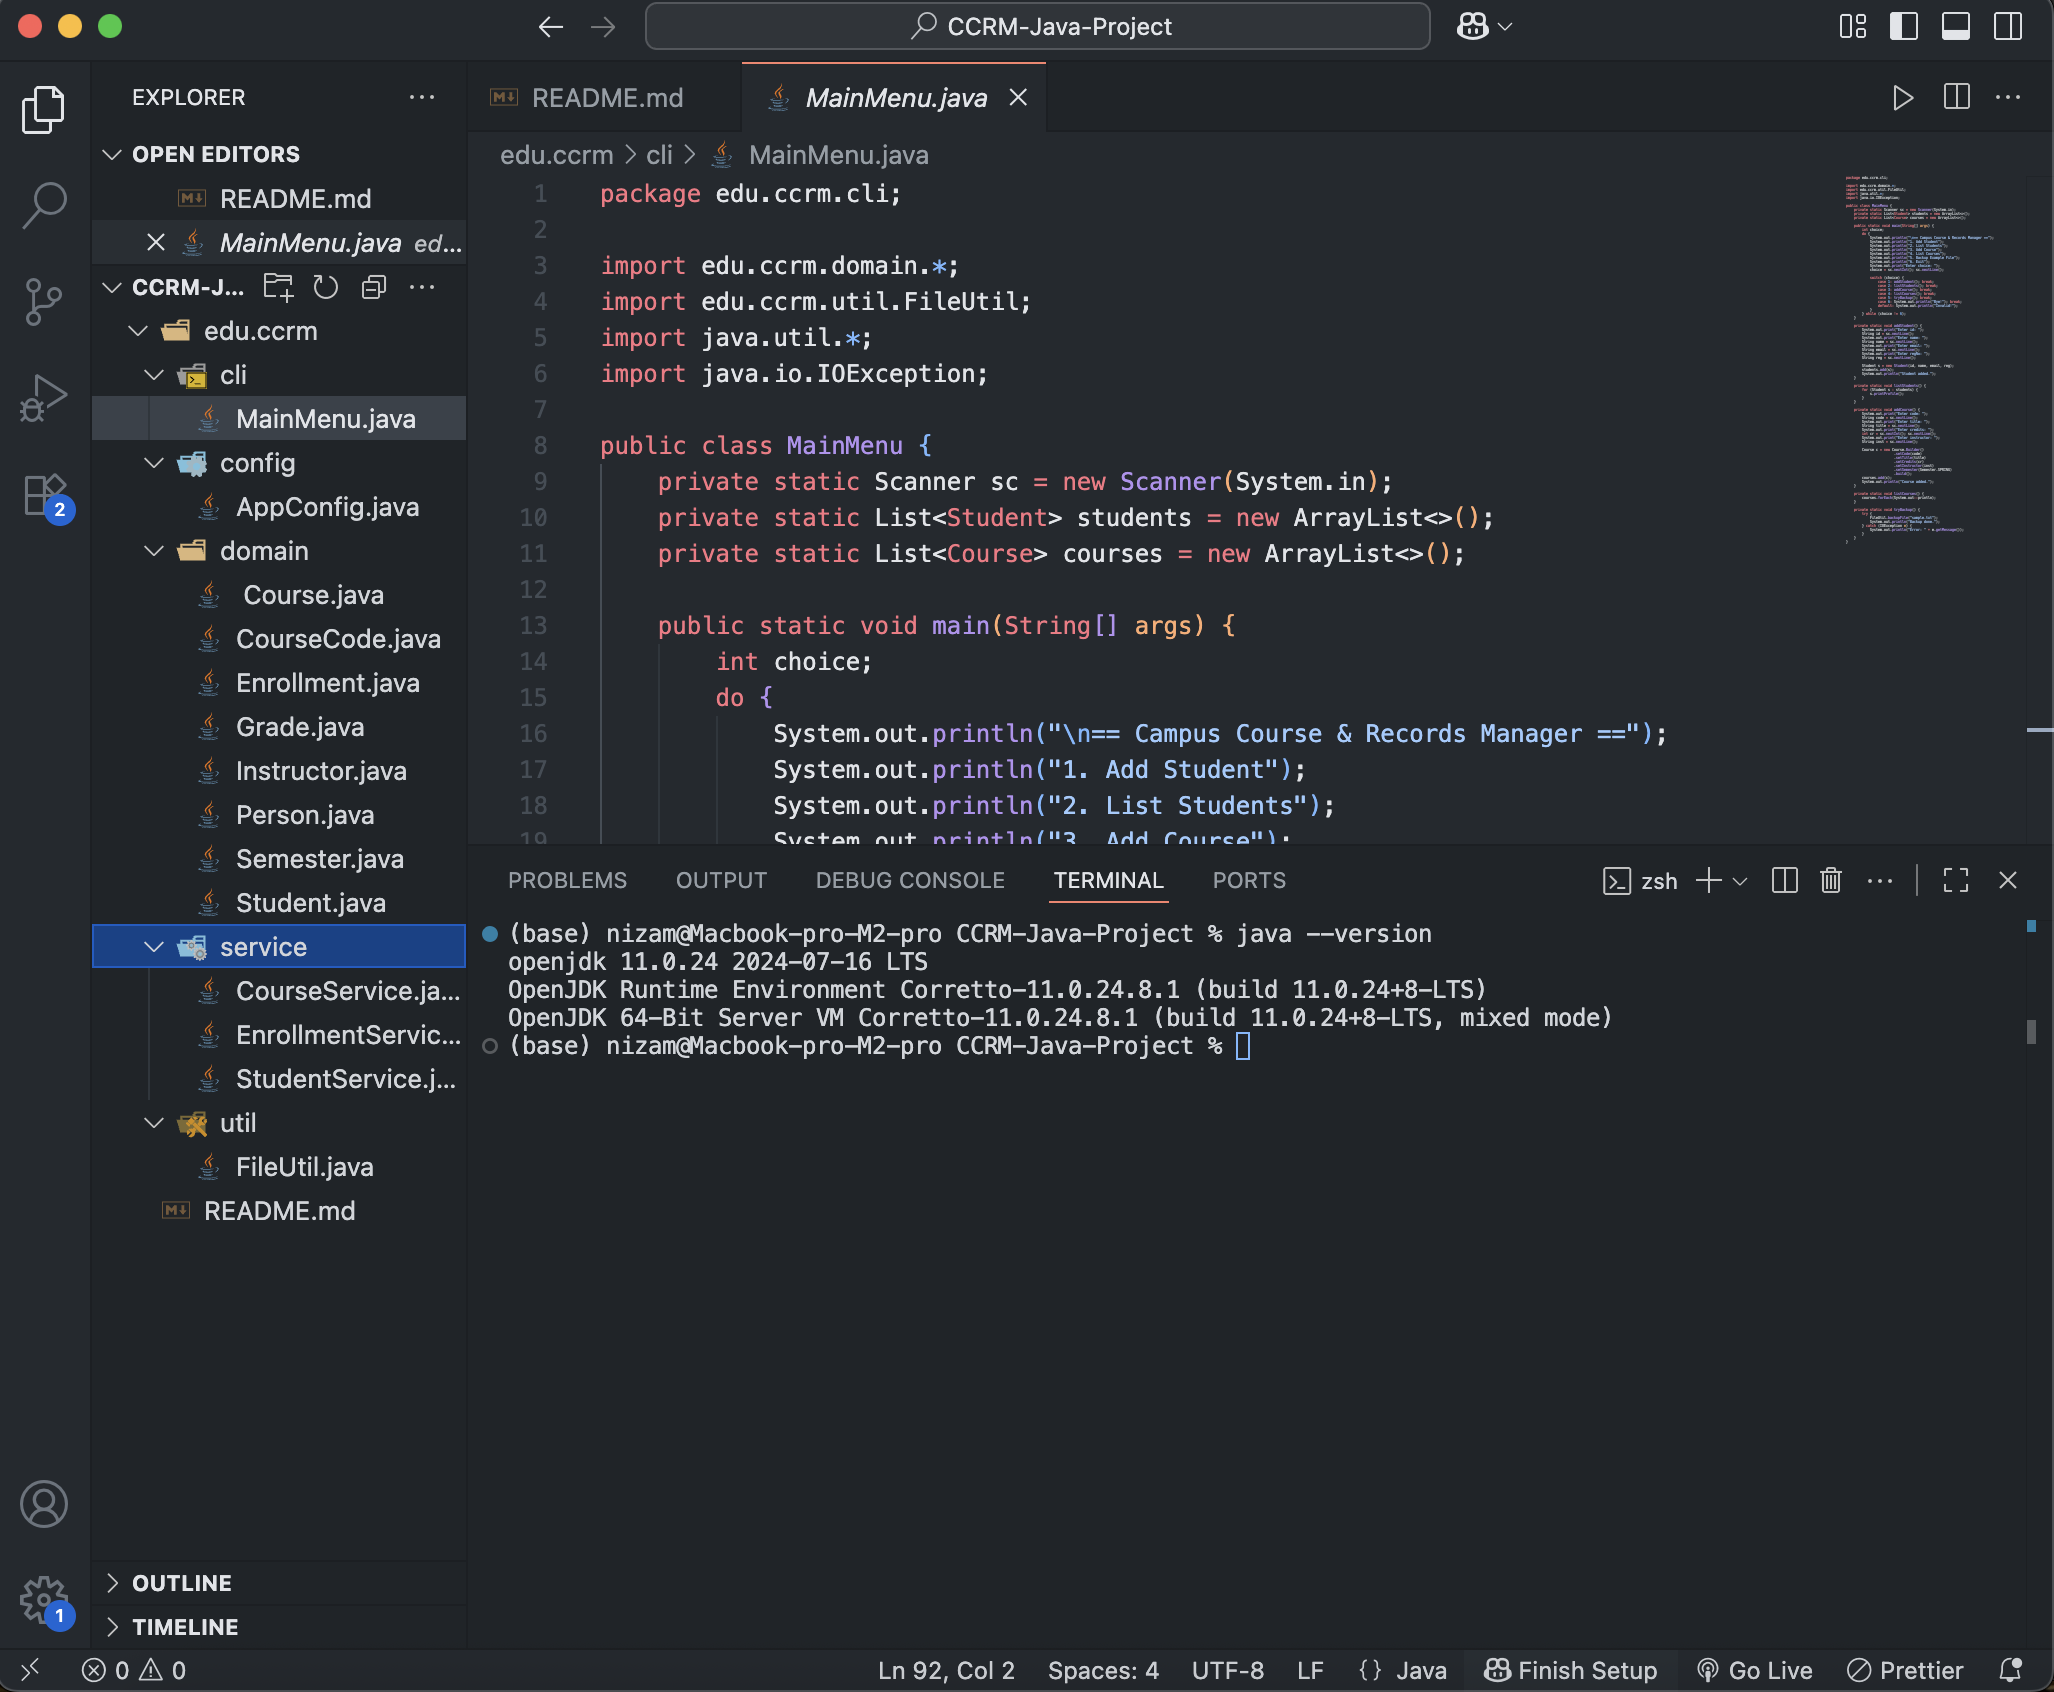 CCRM-Java-Project
EXPLORER
OPEN EDITORS
README.md
MainMenu.java ed...
CCRM-J...
edu.ccrm
cli
MainMenu.java
config
AppConfig.java
domain
Course.java
CourseCode.java
Enrollment.java
Grade.java
Instructor.java
Person.java
Semester.java
Student.java
service
CourseService.ja...
EnrollmentServic...
StudentService.j...
util
FileUtil.java
README.md
OUTLINE
TIMELINE
2
1
README.md
MainMenu.java
edu.ccrm > cli > MainMenu.java
1 package edu.ccrm.cli;
2
3 import edu.ccrm.domain.*;
4 import edu.ccrm.util.FileUtil;
5 import java.util.*;
6 import java.io.IOException;
7
8 public class MainMenu {
9 private static Scanner sc = new Scanner(System.in);
10 private static List<Student> students = new ArrayList<>();
11 private static List<Course> courses = new ArrayList<>();
12
13 public static void main(String[] args) {
14 int choice;
15 do {
16 System.out.println("\n== Campus Course & Records Manager ==");
17 System.out.println("1. Add Student");
18 System.out.println("2. List Students");
19 System.out.println("3. Add Course");
PROBLEMS OUTPUT DEBUG CONSOLE TERMINAL PORTS
zsh
(base) nizam@Macbook-pro-M2-pro CCRM-Java-Project % java --version
openjdk 11.0.24 2024-07-16 LTS
OpenJDK Runtime Environment Corretto-11.0.24.8.1 (build 11.0.24+8-LTS)
OpenJDK 64-Bit Server VM Corretto-11.0.24.8.1 (build 11.0.24+8-LTS, mixed mode)
(base) nizam@Macbook-pro-M2-pro CCRM-Java-Project %
0 0 Ln 92, Col 2 Spaces: 4 UTF-8 LF {} Java Finish Setup Go Live Prettier